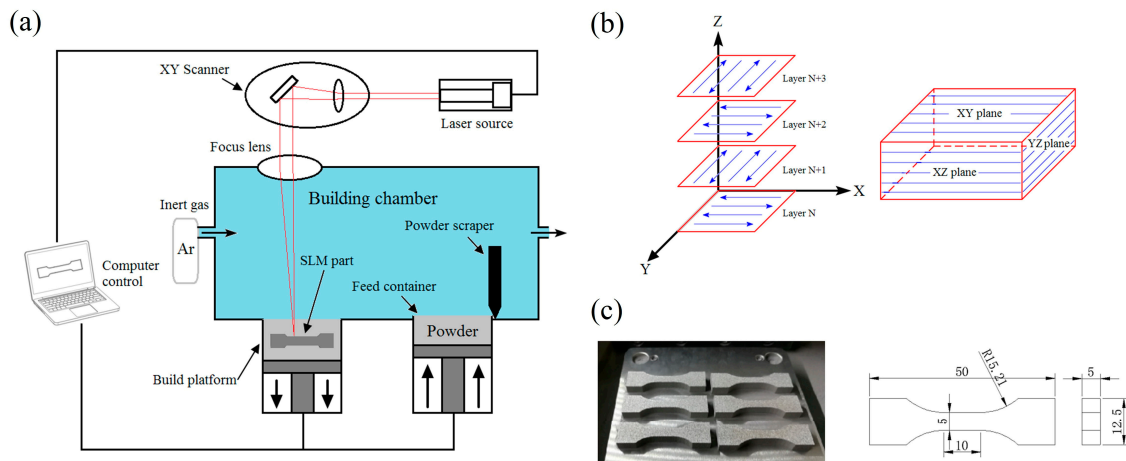 (a)
XY Scanner
Laser source
Focus lens
Inert gas
Building chamber
Ar
Powder scraper
SLM part
Computer
control
Feed container
Powder
Build platform
(b)
Z
Layer N+3
Layer N+2
Layer N+1
Layer N
X
Y
XY plane
YZ plane
XZ plane
(c)
50
R15.21
5
5
10
12.5